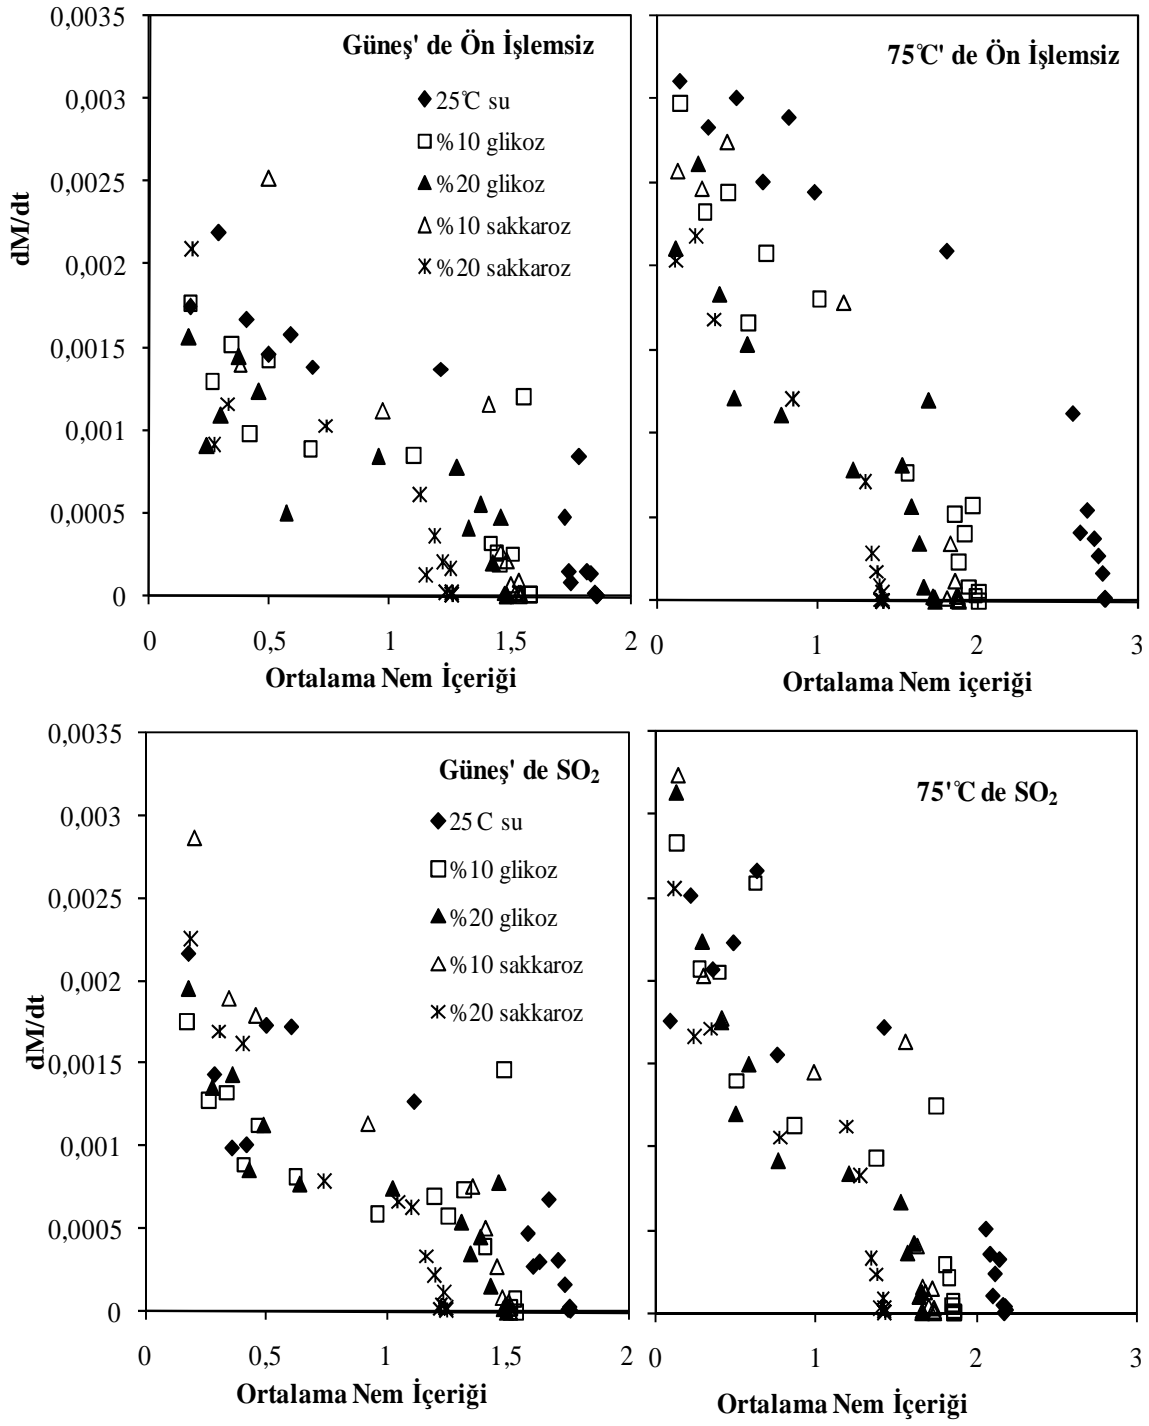 0,0035
0,003
0,0025
0,002
0,0015
0,001
0,0005
0
dM/dt
Güneş' de Ön İşlemsiz
25℃ su
%10 glikoz
%20 glikoz
%10 sakkaroz
%20 sakkaroz
0 0,5 1 1,5 2
Ortalama Nem İçeriği
75℃' de Ön İşlemsiz
0 1 2 3
Ortalama Nem içeriği
0,0035
0,003
0,0025
0,002
0,0015
0,001
0,0005
0
dM/dt
Güneş' de SO₂
25 C su
%10 glikoz
%20 glikoz
%10 sakkaroz
%20 sakkaroz
0 0,5 1 1,5 2
Ortalama Nem İçeriği
75'℃ de SO₂
0 1 2 3
Ortalama Nem İçeriği